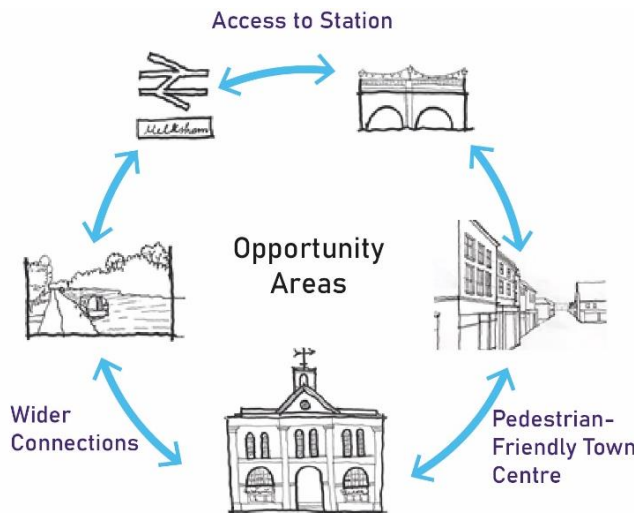 Access to Station
Melksham
Opportunity
Areas
Wider
Connections
Pedestrian-
Friendly Town
Centre